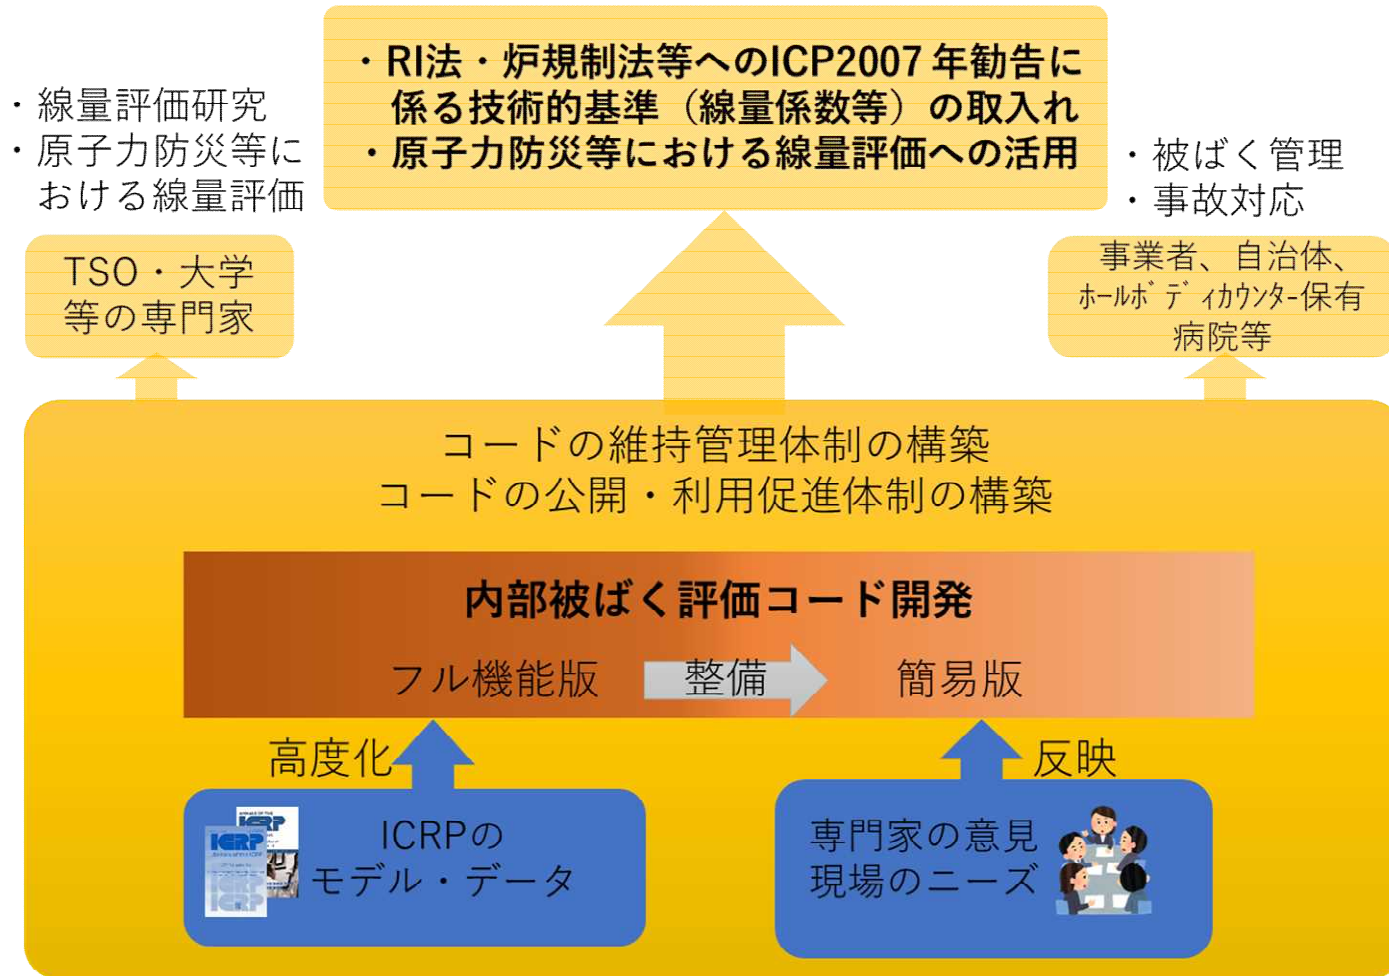 ・RI法・炉規制法等へのICP2007 年勧告に
係る技術的基準（線量係数等）の取入れ
・原子力防災等における線量評価への活用
・線量評価研究
・原子力防災等に
おける線量評価
・被ばく管理
・事故対応
TSO・大学
等の専門家
事業者、自治体、
ﾎｰﾙﾎﾞﾃﾞｨｶｳﾝﾀｰ保有
病院等
コードの維持管理体制の構築
コードの公開・利用促進体制の構築
内部被ばく評価コード開発
フル機能版
整備
簡易版
高度化
反映
ICRP
ICRP
ICRP
ICRPの
モデル・データ
専門家の意見
現場のニーズ